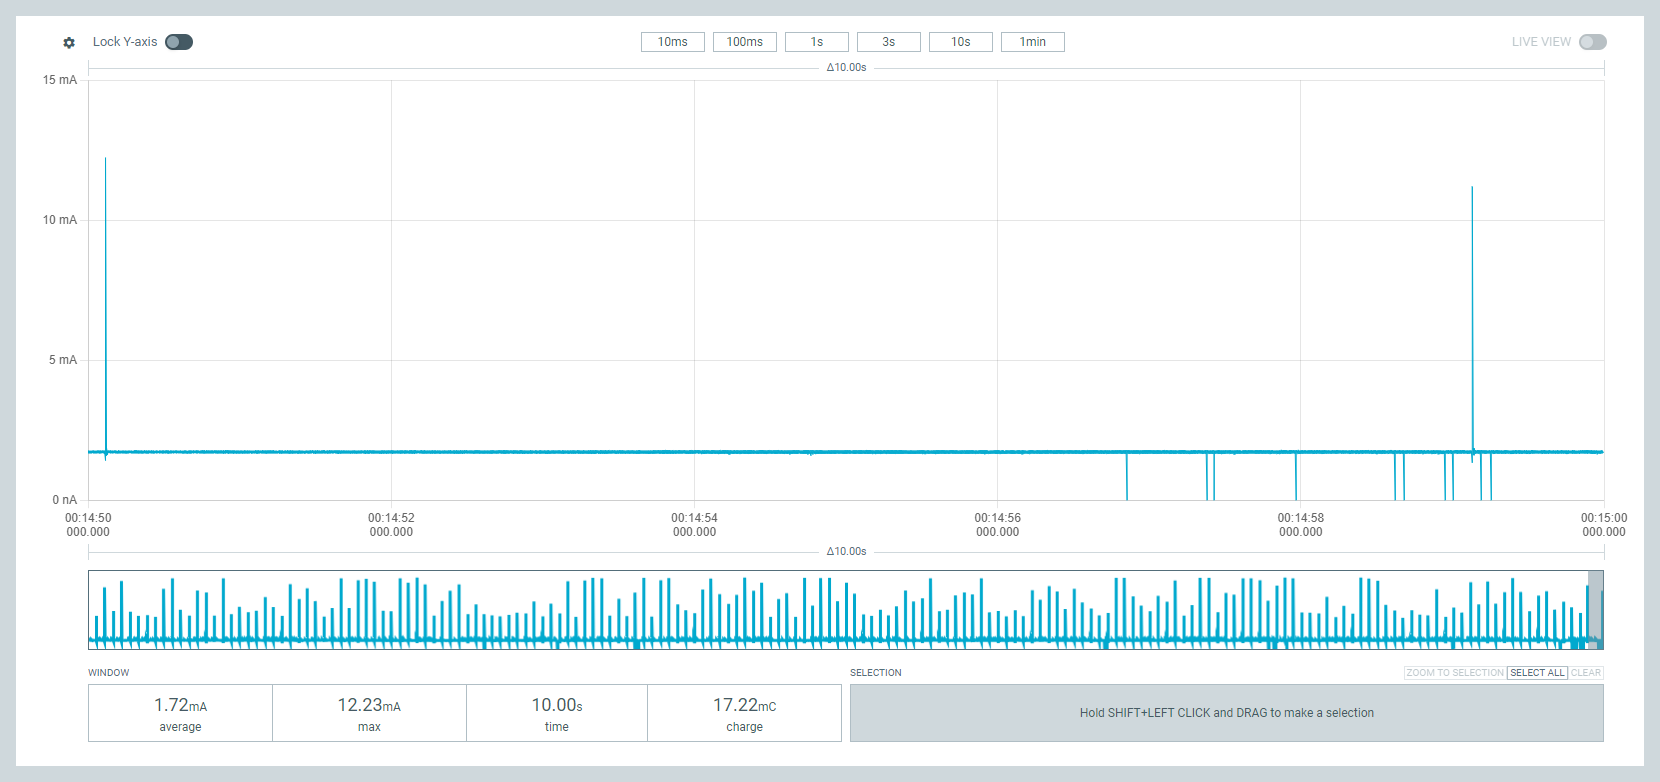 Lock Y-axis
10ms
100ms
1s
3s
10s
1min
LIVE VIEW
Δ10.00s
15 mA
10 mA
5 mA
0 nA
00:14:50
000.000
00:14:52
000.000
00:14:54
000.000
00:14:56
000.000
00:14:58
000.000
00:15:00
000.000
Δ10.00s
WINDOW
1.72mA
average
12.23mA
max
10.00s
time
17.22mC
charge
SELECTION
ZOOM TO SELECTION
SELECT ALL
CLEAR
Hold SHIFT+LEFT CLICK and DRAG to make a selection